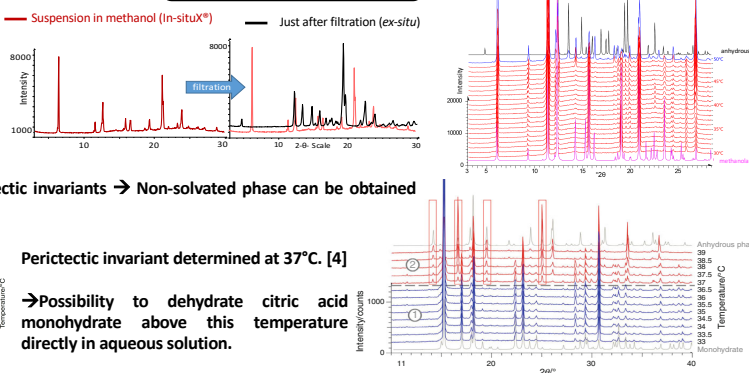 Suspension in methanol (In-situX®)
Just after filtration (ex-situ)
8000
1000
Intensity
10
20
30
filtration
8000
10
20
30
2-θ- Scale
Intensity
20000
10000
0
3
5
10
15
20
25
°2θ
anhydrous
50°C
45°C
40°C
35°C
30°C
methanola
ctic invariants → Non-solvated phase can be obtained
Perictectic invariant determined at 37°C. [4]
→Possibility to dehydrate citric acid
monohydrate above this temperature
directly in aqueous solution.
Temperature/°C
Intensity/counts
1000
0
11
20
30
40
2θ/°
2
1
Anhydrous pha
39
38.5
38
37.5
37
36.5
36
35.5
35
34.5
34
33.5
33
Monohydrate
Temperature/°C